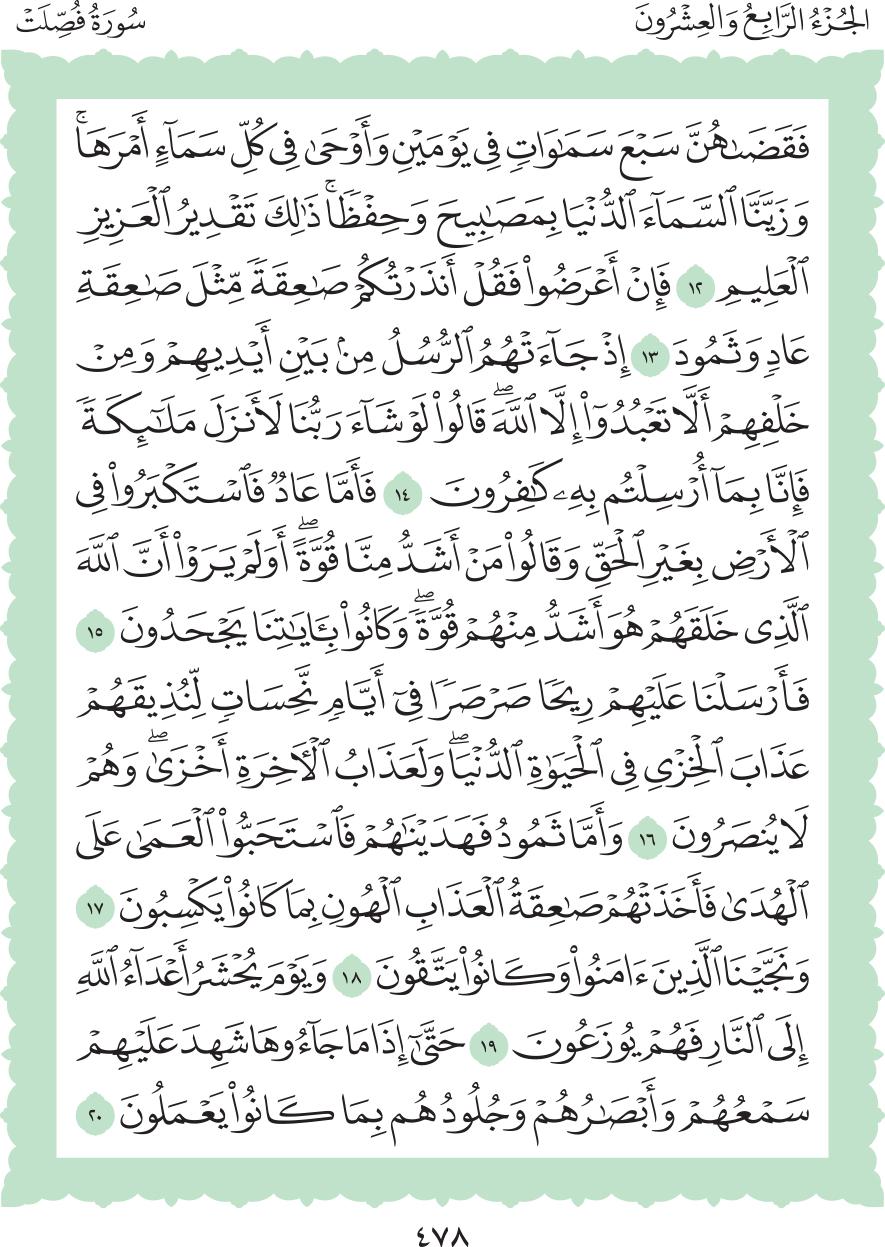 الجُزْءُ الرَّابِعُ وَالْعِشْرُونَ
سُورَةُ فُصِّلَتْ
فَقَضَىٰهُنَّ سَبْعَ سَمَٰوَاتٍ فِي يَوْمَيْنِ وَأَوْحَىٰ فِي كُلِّ سَمَآءٍ أَمْرَهَاۚ
وَزَيَّنَّا ٱلسَّمَآءَ ٱلدُّنْيَا بِمَصَٰبِيحَ وَحِفْظًاۚ ذَٰلِكَ تَقْدِيرُ ٱلْعَزِيزِ
ٱلْعَلِيمِ ١٢ فَإِنْ أَعْرَضُوا۟ فَقُلْ أَنذَرْتُكُمْ صَٰعِقَةً مِّثْلَ صَٰعِقَةِ
عَادٍ وَثَمُودَ ١٣ إِذْ جَآءَتْهُمُ ٱلرُّسُلُ مِنۢ بَيْنِ أَيْدِيهِمْ وَمِنْ
خَلْفِهِمْ أَلَّا تَعْبُدُوٓا۟ إِلَّا ٱللَّهَۖ قَالُوا۟ لَوْ شَآءَ رَبُّنَا لَأَنزَلَ مَلَٰٓئِكَةً
فَإِنَّا بِمَآ أُرْسِلْتُم بِهِۦ كَٰفِرُونَ ١٤ فَأَمَّا عَادٌ فَٱسْتَكْبَرُوا۟ فِي
ٱلْأَرْضِ بِغَيْرِ ٱلْحَقِّ وَقَالُوا۟ مَنْ أَشَدُّ مِنَّا قُوَّةًۖ أَوَلَمْ يَرَوْا۟ أَنَّ ٱللَّهَ
ٱلَّذِي خَلَقَهُمْ هُوَ أَشَدُّ مِنْهُمْ قُوَّةًۖ وَكَانُوا۟ بِـَٔايَٰتِنَا يَجْحَدُونَ ١٥
فَأَرْسَلْنَا عَلَيْهِمْ رِيحًا صَرْصَرًا فِيٓ أَيَّامٍ نَّحِسَاتٍ لِّنُذِيقَهُمْ
عَذَابَ ٱلْخِزْيِ فِي ٱلْحَيَوٰةِ ٱلدُّنْيَاۖ وَلَعَذَابُ ٱلْـَٔاخِرَةِ أَخْزَىٰۖ وَهُمْ
لَا يُنصَرُونَ ١٦ وَأَمَّا ثَمُودُ فَهَدَيْنَٰهُمْ فَٱسْتَحَبُّوا۟ ٱلْعَمَىٰ عَلَى
ٱلْهُدَىٰ فَأَخَذَتْهُمْ صَٰعِقَةُ ٱلْعَذَابِ ٱلْهُونِ بِمَا كَانُوا۟ يَكْسِبُونَ ١٧
وَنَجَّيْنَا ٱلَّذِينَ ءَامَنُوا۟ وَكَانُوا۟ يَتَّقُونَ ١٨ وَيَوْمَ يُحْشَرُ أَعْدَآءُ ٱللَّهِ
إِلَى ٱلنَّارِ فَهُمْ يُوزَعُونَ ١٩ حَتَّىٰٓ إِذَا مَا جَآءُوهَا شَهِدَ عَلَيْهِمْ
سَمْعُهُمْ وَأَبْصَٰرُهُمْ وَجُلُودُهُم بِمَا كَانُوا۟ يَعْمَلُونَ ٢٠
٤٧٨